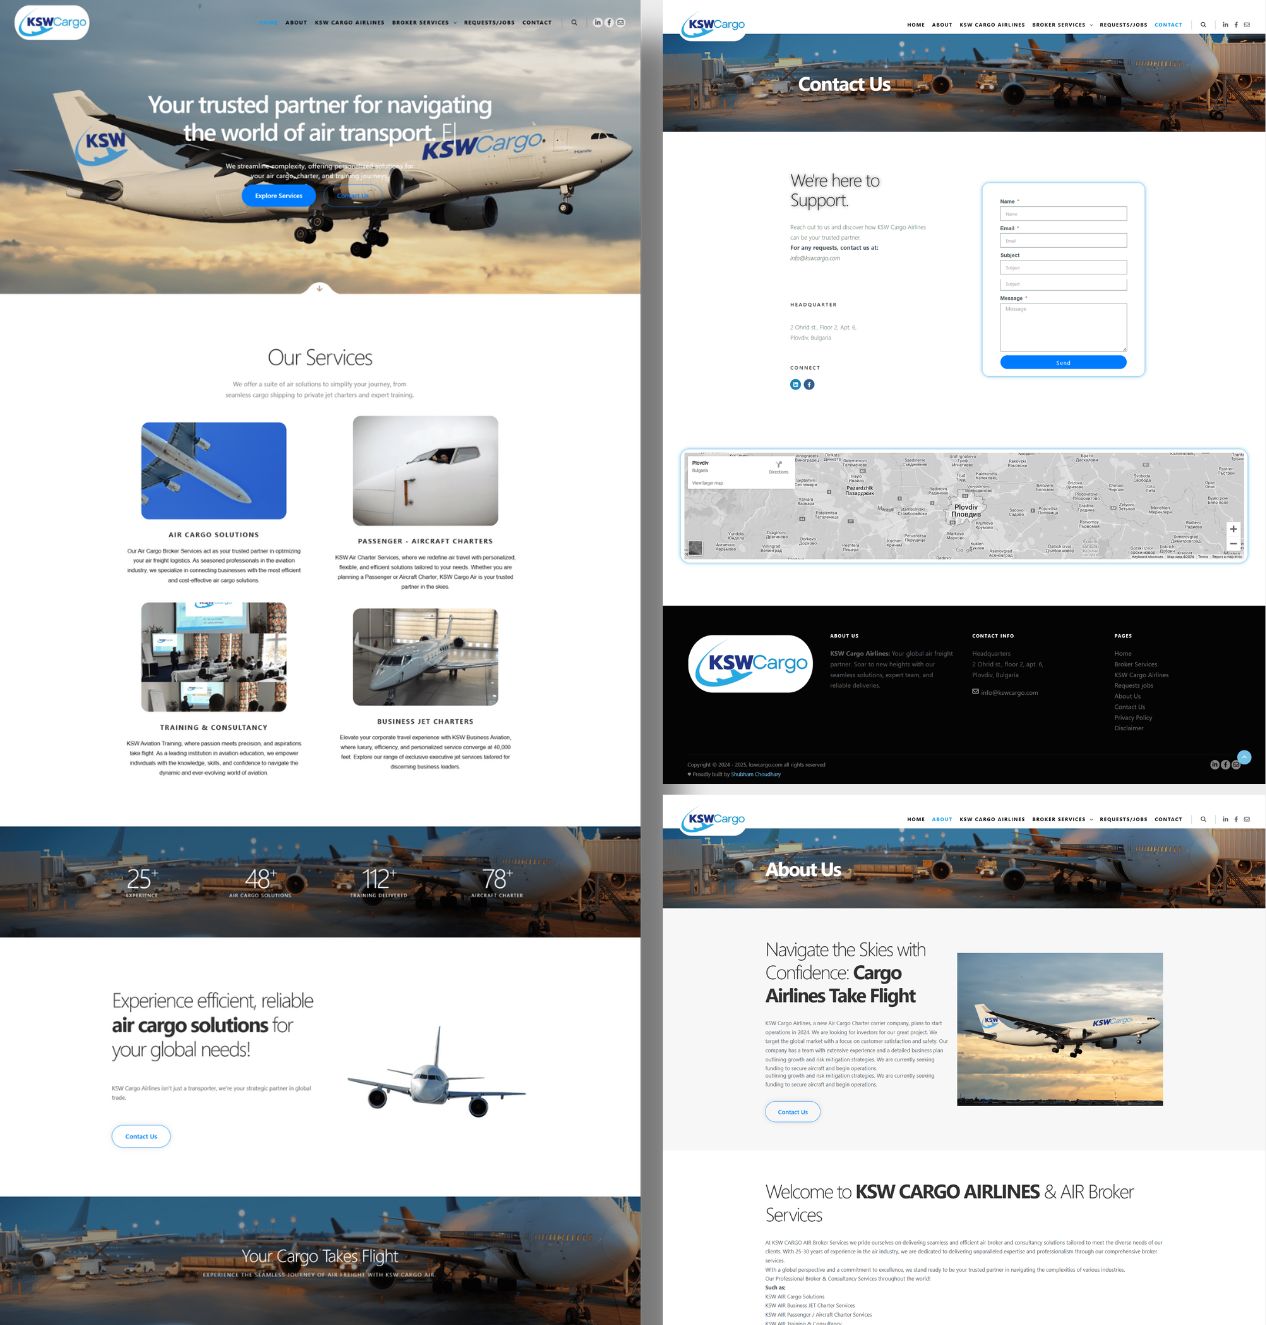 KSWCargo
HOME ABOUT KSW CARGO AIRLINES BROKER SERVICES REQUESTS/JOBS CONTACT
Your trusted partner for navigating
the world of air transport. E
KSW
KSWCargo
We streamline complexity, offering personalized solutions for
your air cargo, charter, and training journeys.
Explore Services
Contact Us
Our Services
We offer a suite of air solutions to simplify your journey, from
seamless cargo shipping to private jet charters and expert training.
AIR CARGO SOLUTIONS
Our Air Cargo Broker Services act as your trusted partner in optimizing
your air freight logistics. As seasoned professionals in the aviation
industry, we specialize in connecting businesses with the most efficient
and cost-effective air cargo solutions.
PASSENGER - AIRCRAFT CHARTERS
KSW Air Charter Services, where we redefine air travel with personalized,
flexible, and efficient solutions tailored to your needs. Whether you are
planning a Passenger or Aircraft Charter, KSW Cargo Air is your trusted
partner in the skies.
TRAINING & CONSULTANCY
KSW Aviation Training, where passion meets precision, and aspirations
take flight. As a leading institution in aviation education, we empower
individuals with the knowledge, skills, and confidence to navigate the
dynamic and ever-evolving world of aviation.
BUSINESS JET CHARTERS
Elevate your corporate travel experience with KSW Business Aviation,
where luxury, efficiency, and personalized service converge at 40,000
feet. Explore our range of exclusive executive jet services tailored for
discerning business leaders.
25+ 48+ 112+ 78+
EXPERIENCE AIR CARGO SOLUTIONS TRAINING DELIVERED AIRCRAFT CHARTER
Experience efficient, reliable
air cargo solutions for
your global needs!
KSW Cargo Airlines isn't just a transporter, we're your strategic partner in global
trade.
Contact Us
Your Cargo Takes Flight
EXPERIENCE THE SEAMLESS JOURNEY OF AIR FREIGHT WITH KSW CARGO AIR.
KSWCargo
HOME ABOUT KSW CARGO AIRLINES BROKER SERVICES REQUESTS/JOBS CONTACT
Contact Us
We're here to
Support.
Reach out to us and discover how KSW Cargo Airlines
can be your trusted partner.
For any requests, contact us at:
info@kswcargo.com
HEADQUARTER
2 Ohrid st., Floor 2, Apt. 6,
Plovdiv, Bulgaria
CONNECT
Name *
Name
Email *
Email
Subject
Subject
Subject
Message *
Message
Send
Plovdiv
Bulgaria
Directions
View larger map
Pazardzhik
Пазарджик
Plovdiv
Пловдив
KSWCargo
ABOUT US
KSW Cargo Airlines: Your global air freight
partner. Soar to new heights with our
seamless solutions, expert team, and
reliable deliveries.
CONTACT INFO
Headquarters
2 Ohrid st., floor 2, apt. 6,
Plovdiv, Bulgaria
info@kswcargo.com
PAGES
Home
Broker Services
KSW Cargo Airlines
Requests jobs
About Us
Contact Us
Privacy Policy
Disclaimer
Copyright © 2024 - 2025, kswcargo.com all rights reserved
♥ Proudly built by Shubham Choudhary
KSWCargo
HOME ABOUT KSW CARGO AIRLINES BROKER SERVICES REQUESTS/JOBS CONTACT
About Us
Navigate the Skies with
Confidence: Cargo
Airlines Take Flight
KSW Cargo Airlines, a new Air Cargo Charter carrier company, plans to start
operations in 2024. We are looking for investors for our great project. We
target the global market with a focus on customer satisfaction and safety. Our
company has a team with extensive experience and a detailed business plan
outlining growth and risk mitigation strategies. We are currently seeking
funding to secure aircraft and begin operations.
outlining growth and risk mitigation strategies. We are currently seeking
funding to secure aircraft and begin operations.
Contact Us
KSW
KSWCargo
Welcome to KSW CARGO AIRLINES & AIR Broker
Services
At KSW CARGO AIR Broker Services we pride ourselves on delivering seamless and efficient air broker and consultancy solutions tailored to meet the diverse needs of our
clients. With 25-30 years of experience in the air industry, we are dedicated to delivering unparalleled expertise and professionalism through our comprehensive broker
services.
With a global perspective and a commitment to excellence, we stand ready to be your trusted partner in navigating the complexities of various industries.
Our Professional Broker & Consultancy Services throughout the world!
Such as:
KSW AIR Cargo Solutions
KSW AIR Business JET Charter Services
KSW AIR Passenger / Aircraft Charter Services
KSW AIR Training & Consultancy